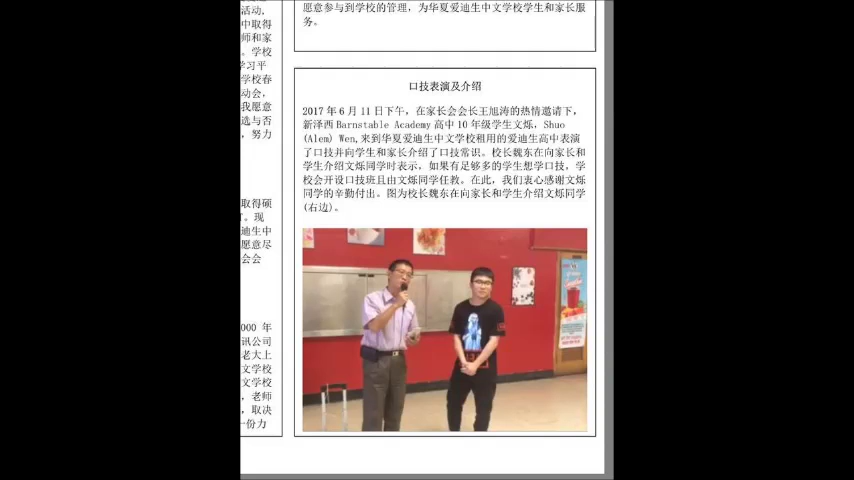 活动,
中取得
师和家
。学校
学习平
学校春
动会,
我愿意
选与否
,努力
取得硕
了。现
迪生中
愿意尽
会会
000 年
讯公司
老大上
文学校
文学校
,老师
,取决
一份力
愿意参与到学校的管理,为华夏爱迪生中文学校学生和家长服
务。
口技表演及介绍
2017 年 6 月 11 日下午,在家长会会长王旭涛的热情邀请下,
新泽西 Barnstable Academy 高中 10 年级学生文烁, Shuo
(Alem) Wen,来到华夏爱迪生中文学校租用的爱迪生高中表演
了口技并向学生和家长介绍了口技常识。校长魏东在向家长和
学生介绍文烁同学时表示,如果有足够多的学生想学口技,学
校会开设口技班且由文烁同学任教。在此,我们衷心感谢文烁
同学的辛勤付出。图为校长魏东在向家长和学生介绍文烁同学
(右边)。